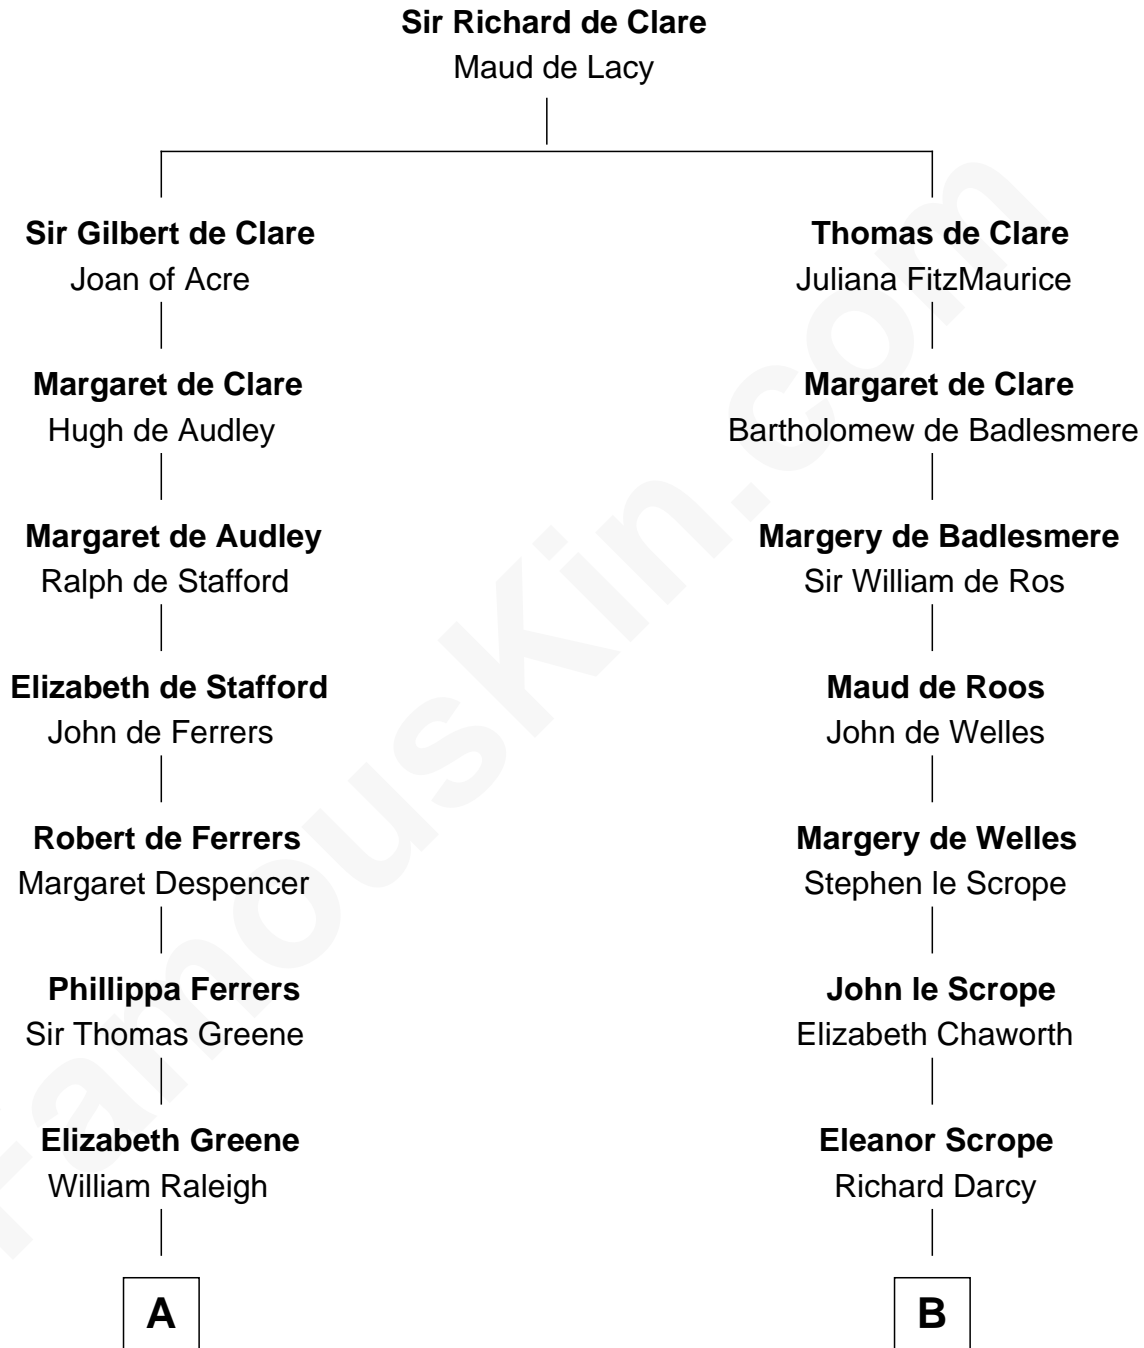 Sir Richard de Clare
Maud de Lacy
Sir Gilbert de Clare
Joan of Acre
Thomas de Clare
Juliana FitzMaurice
Margaret de Clare
Hugh de Audley
Margaret de Clare
Bartholomew de Badlesmere
Margaret de Audley
Ralph de Stafford
Margery de Badlesmere
Sir William de Ros
Elizabeth de Stafford
John de Ferrers
Maud de Roos
John de Welles
Robert de Ferrers
Margaret Despencer
Margery de Welles
Stephen le Scrope
Phillippa Ferrers
Sir Thomas Greene
John le Scrope
Elizabeth Chaworth
Elizabeth Greene
William Raleigh
Eleanor Scrope
Richard Darcy
A
B
FamousKin.com